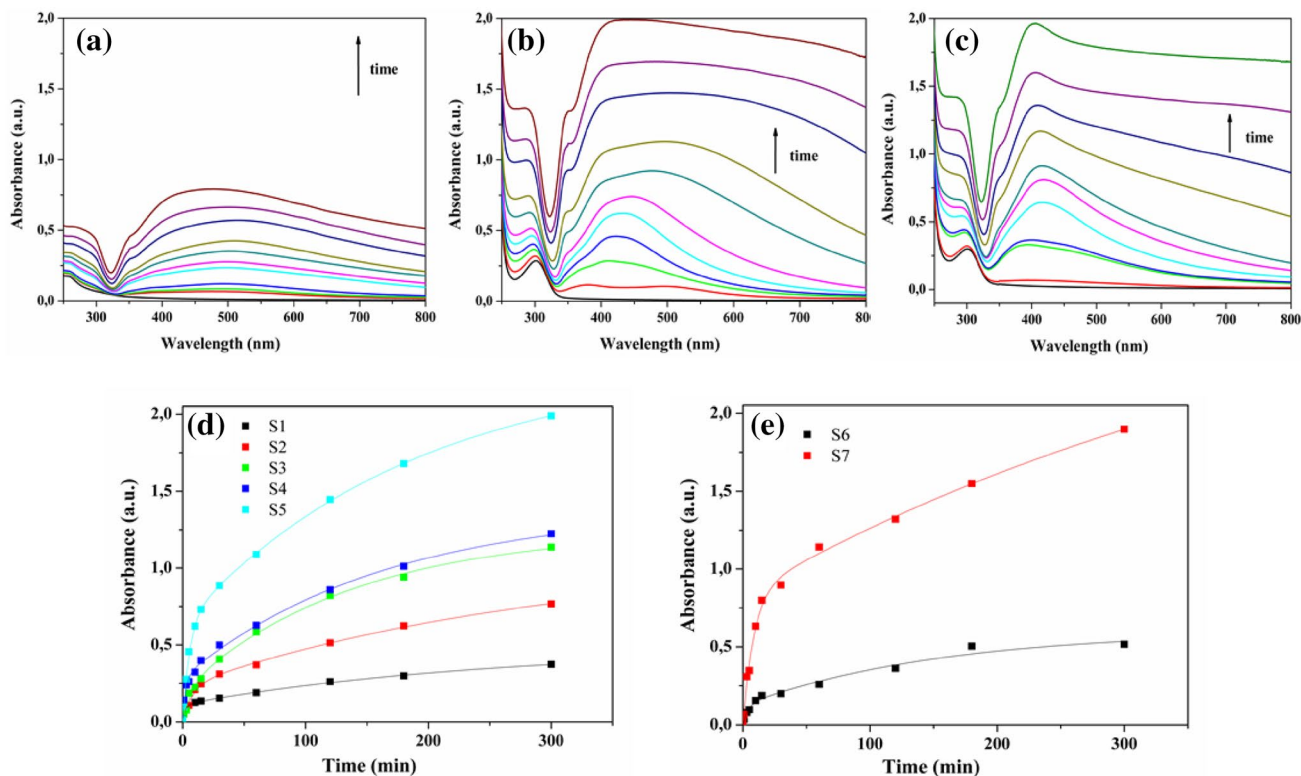 (a)
time
2,0
1,5
1,0
0,5
0,0
Absorbance (a.u.)
300 400 500 600 700 800
Wavelength (nm)
(b)
time
2,0
1,5
1,0
0,5
0,0
Absorbance (a.u.)
300 400 500 600 700 800
Wavelength (nm)
(c)
time
2,0
1,5
1,0
0,5
0,0
Absorbance (a.u.)
300 400 500 600 700 800
Wavelength (nm)
(d)
S1
S2
S3
S4
S5
2,0
1,5
1,0
0,5
0,0
Absorbance (a.u.)
0 100 200 300
Time (min)
(e)
S6
S7
2,0
1,5
1,0
0,5
0,0
Absorbance (a.u.)
0 100 200 300
Time (min)